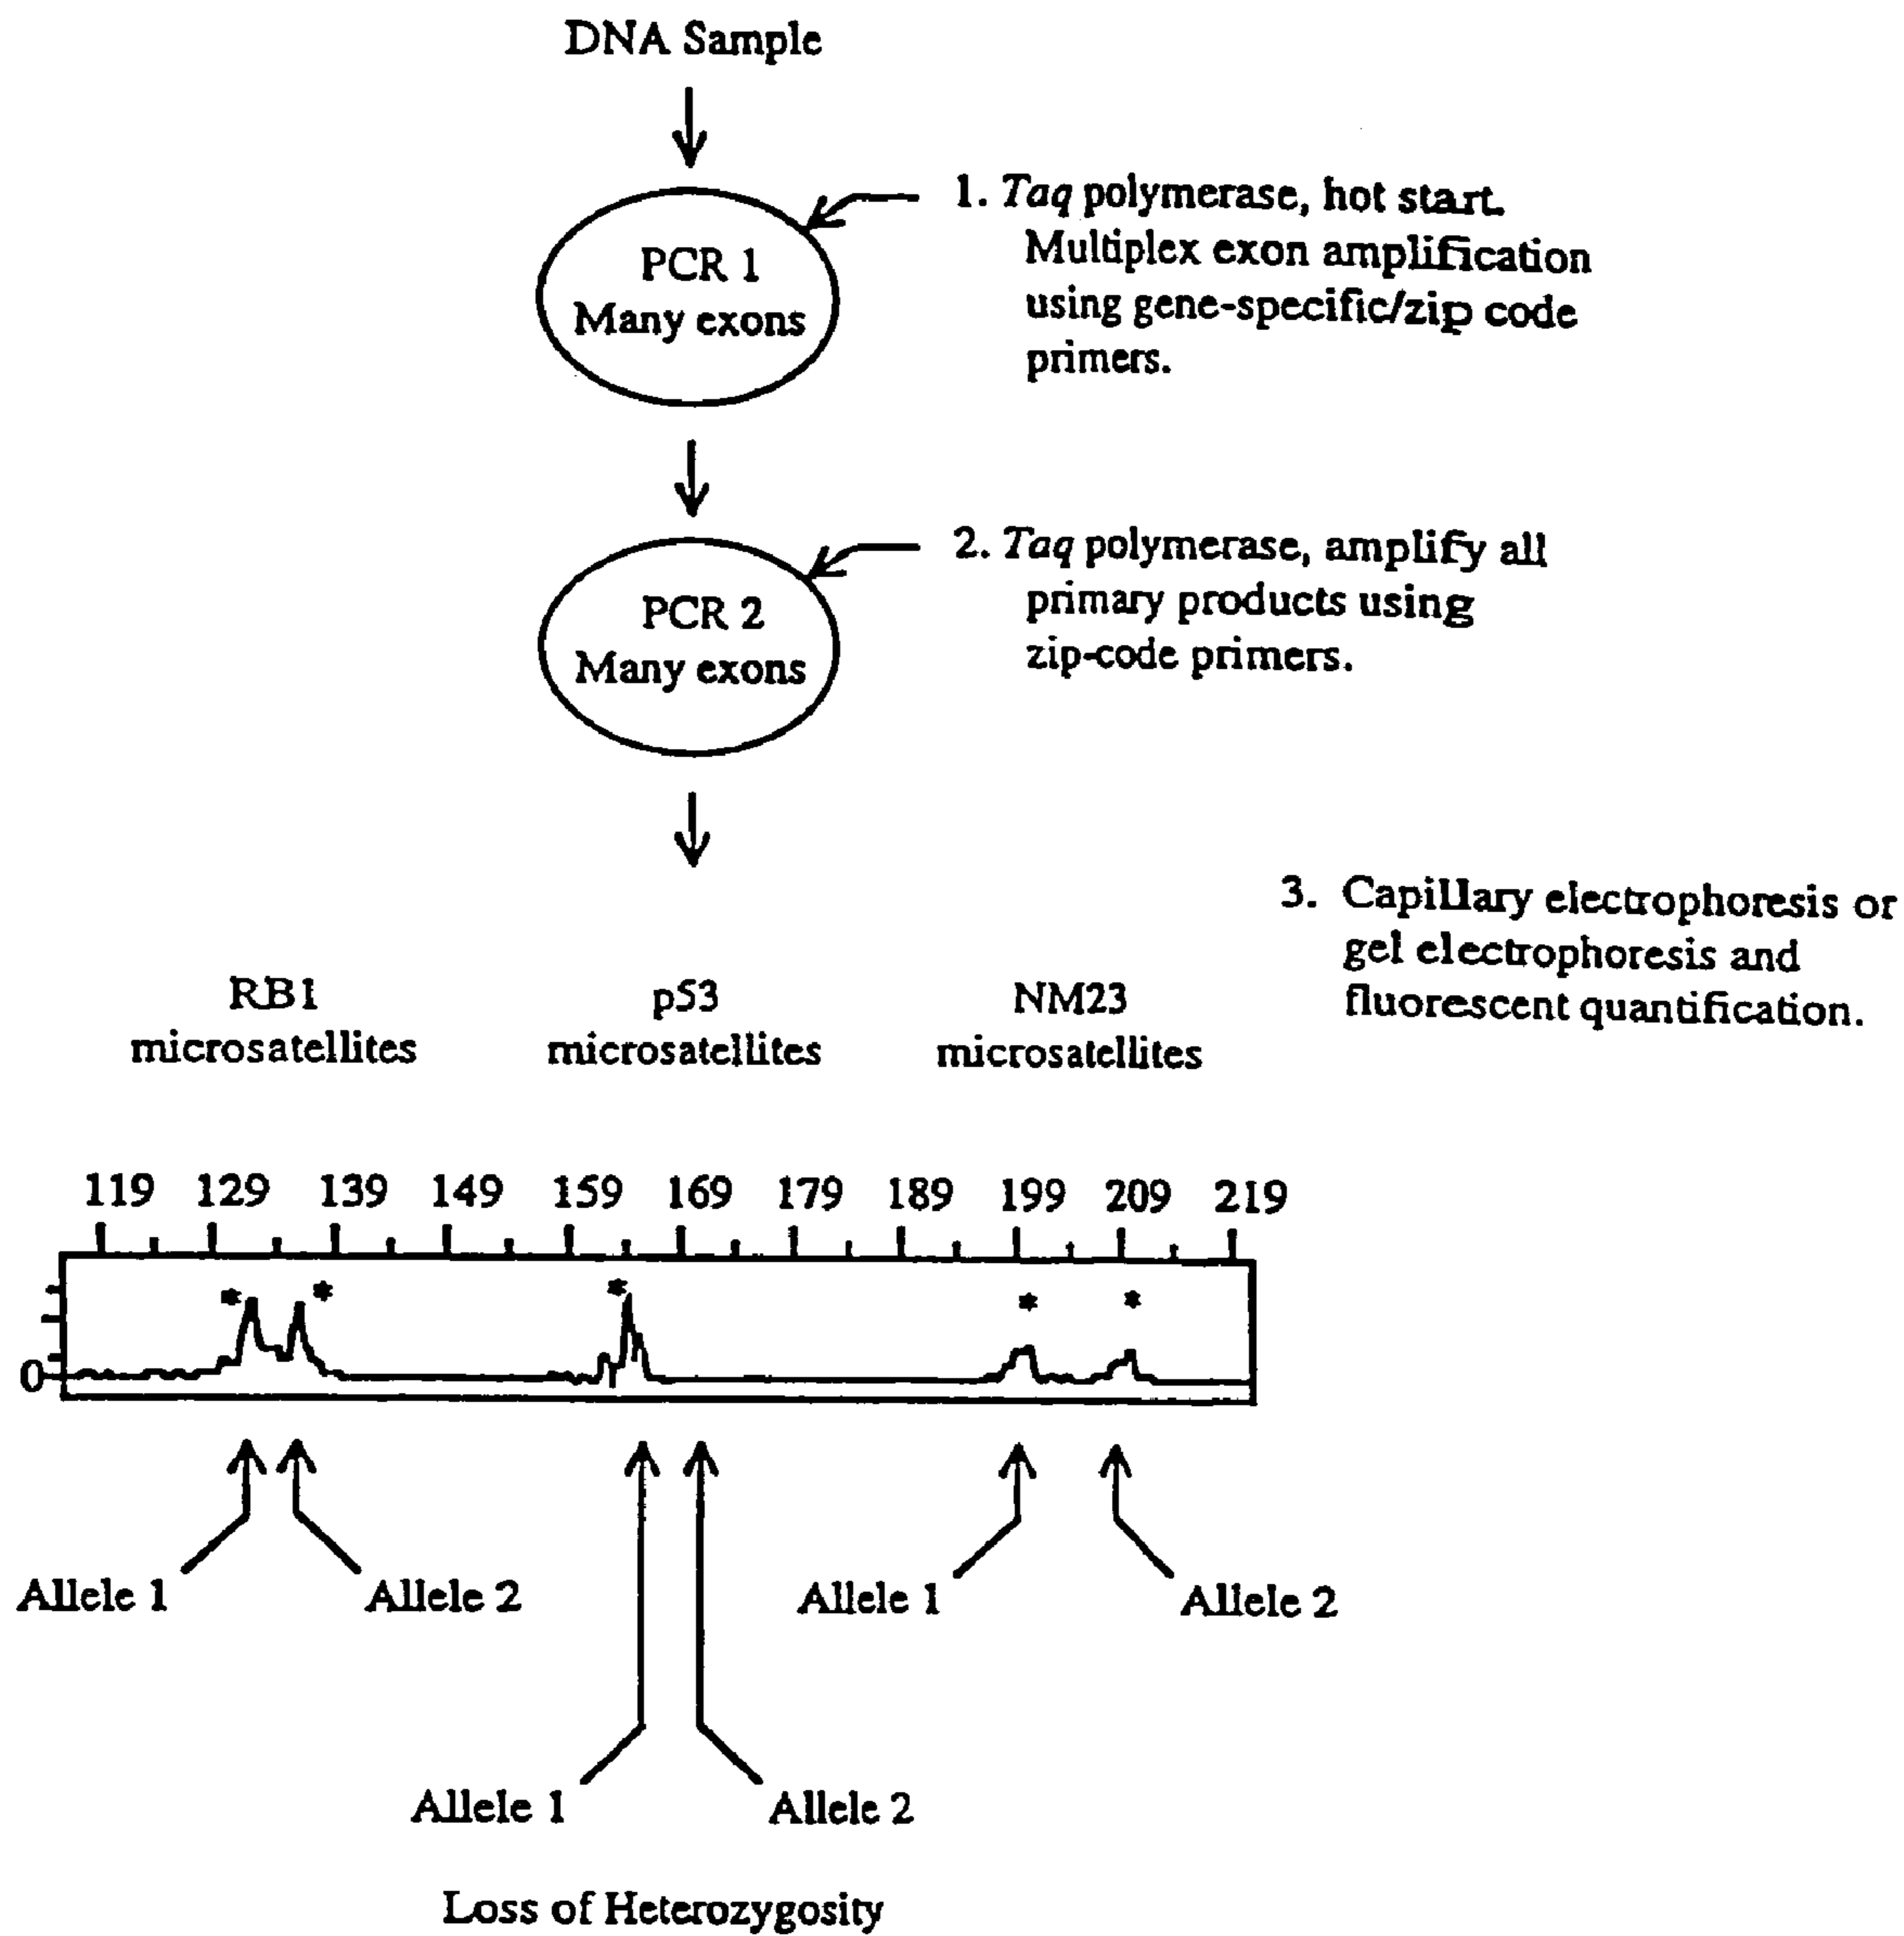 DNA Sample
PCR 1
Many exons
1. Taq polymerase, hot start.
Multiplex exon amplification
using gene-specific/zip code
primers.
PCR 2
Many exons
2. Taq polymerase, amplify all
primary products using
zip-code primers.
3. Capillary electrophoresis or
gel electrophoresis and
fluorescent quantification.
RB1
microsatellites
p53
microsatellites
NM23
microsatellites
119 129 139 149 159 169 179 189 199 209 219
* * * * *
0
Allele 1 Allele 2 Allele 1 Allele 2
Allele 1 Allele 2
Loss of Heterozygosity